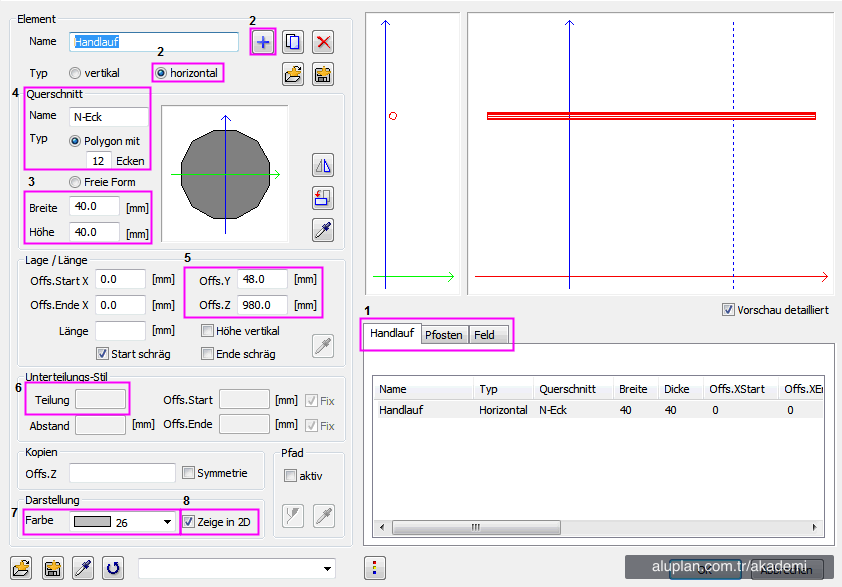 Element
2
Name Handlauf
2
Typ vertikal horizontal
4 Querschnitt
Name N-Eck
Typ Polygon mit
12 Ecken
3 Freie Form
Breite 40.0 [mm]
Höhe 40.0 [mm]
Lage / Länge 5
Offs.Start X 0.0 [mm] Offs.Y 48.0 [mm]
Offs.Ende X 0.0 [mm] Offs.Z 980.0 [mm]
Länge [mm] Höhe vertikal
Start schräg Ende schräg
Unterteilungs-Stil
6 Teilung Offs.Start [mm] Fix
Abstand [mm] Offs.Ende [mm] Fix
Kopien
Offs.Z Symmetrie
Pfad
aktiv
Darstellung 8
7 Farbe 26 Zeige in 2D
Vorschau detailliert
1
Handlauf Pfosten Feld
Name Typ Querschnitt Breite Dicke Offs.XStart Offs.XEr
Handlauf Horizontal N-Eck 40 40 0 0
aluplan.com.tr/akademi